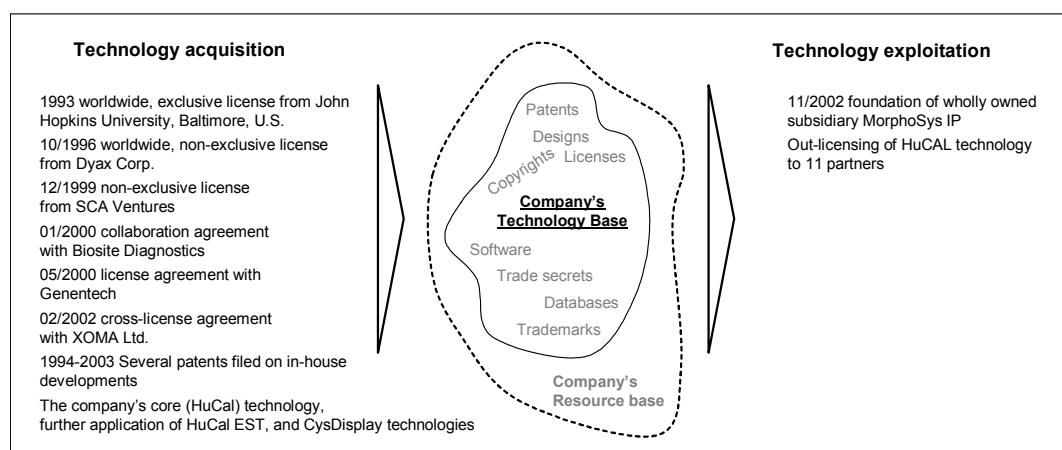 Technology acquisition
1993 worldwide, exclusive license from John
Hopkins University, Baltimore, U.S.
10/1996 worldwide, non-exclusive license
from Dyax Corp.
12/1999 non-exclusive license
from SCA Ventures
01/2000 collaboration agreement
with Biosite Diagnostics
05/2000 license agreement with
Genentech
02/2002 cross-license agreement
with XOMA Ltd.
1994-2003 Several patents filed on in-house
developments
The company’s core (HuCal) technology,
further application of HuCal EST, and CysDisplay technologies
Patents
Designs
Copyrights
Licenses
Company’s
Technology Base
Software
Trade secrets
Databases
Trademarks
Company’s
Resource base
Technology exploitation
11/2002 foundation of wholly owned
subsidiary MorphoSys IP
Out-licensing of HuCAL technology
to 11 partners